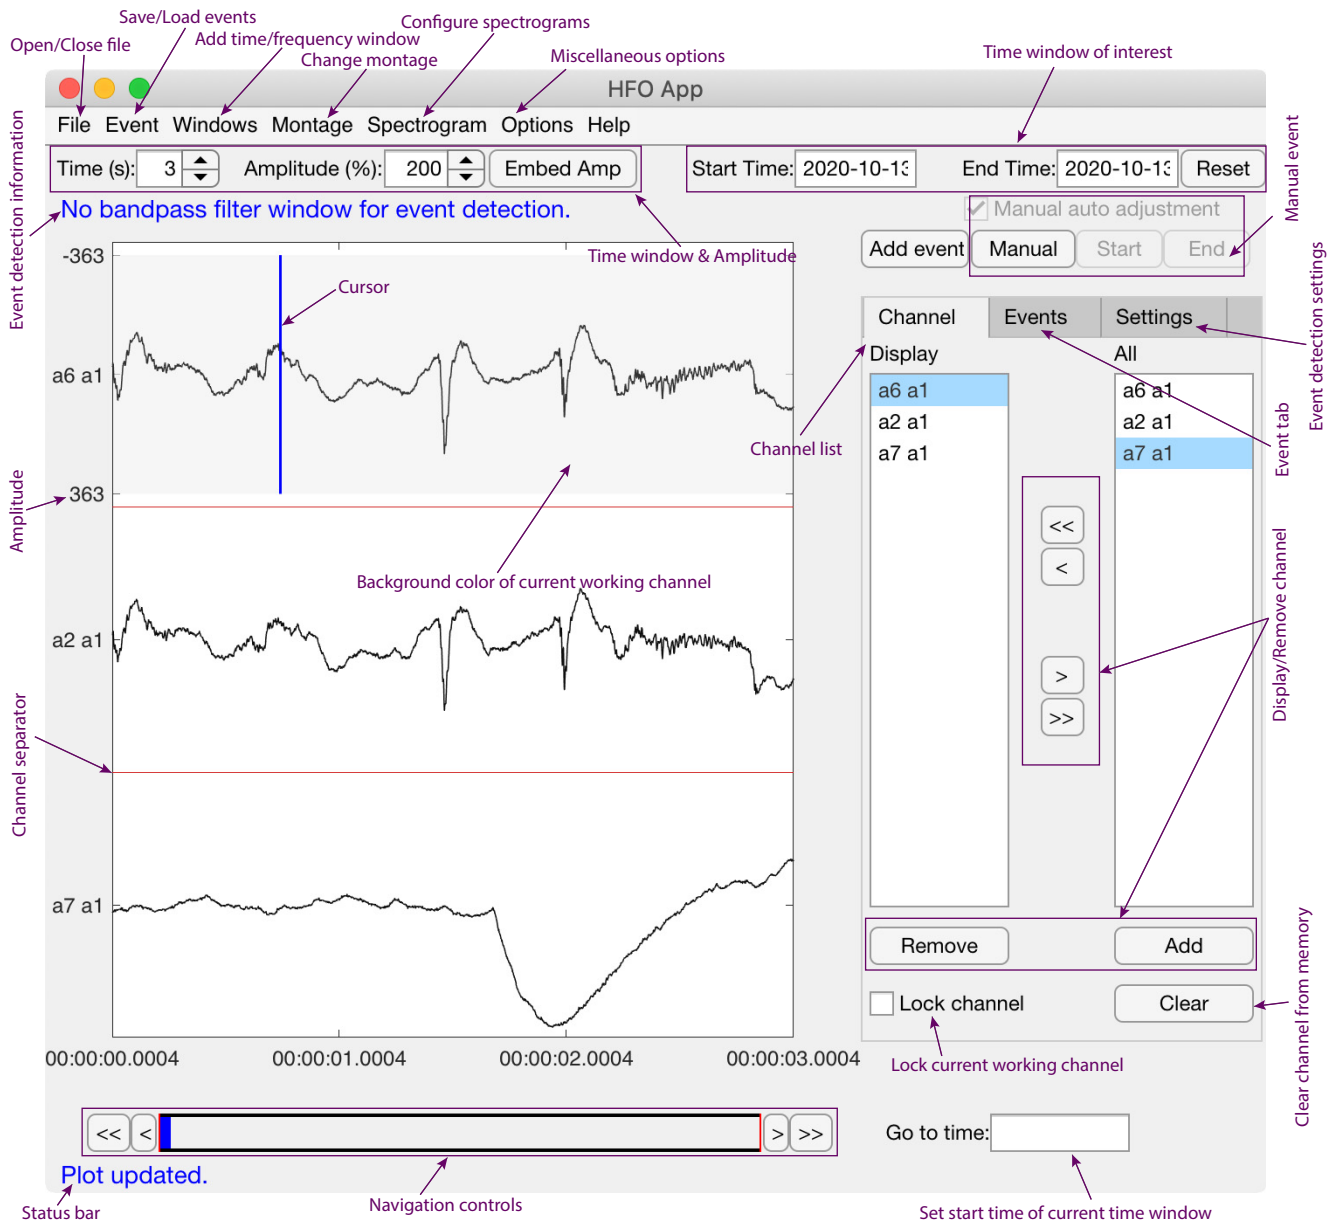 Save/Load events
Configure spectrograms
Open/Close file
Add time/frequency window
Change montage
Miscellaneous options
Time window of interest
HFO App
File Event Windows Montage Spectrogram Options Help
Time (s): 3 Amplitude (%): 200 Embed Amp
Start Time: 2020-10-13 End Time: 2020-10-13 Reset
No bandpass filter window for event detection.
Manual auto adjustment
Add event Manual Start End
Manual event
Event detection information
Time window & Amplitude
Event detection settings
-363
Cursor
Channel Events Settings
Display All
a6 a1
a6 a1
a2 a1
a7 a1
a6 a1
a2 a1
a7 a1
Channel list
Event tab
363
Amplitude
<<
<
>
>>
Background color of current working channel
Display/Remove channel
a2 a1
Channel separator
a7 a1
Remove Add
Lock channel Clear
Clear channel from memory
00:00:00.0004 00:00:01.0004 00:00:02.0004 00:00:03.0004
Lock current working channel
<< < > >>
Go to time:
Plot updated.
Status bar
Navigation controls
Set start time of current time window